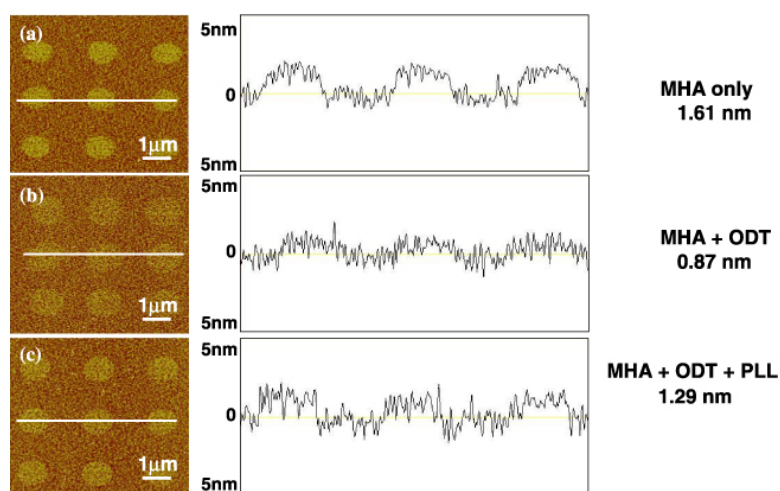 (a)
1μm
5nm
0
5nm
MHA only
1.61 nm
(b)
1μm
5nm
0
5nm
MHA + ODT
0.87 nm
(c)
1μm
5nm
0
5nm
MHA + ODT + PLL
1.29 nm